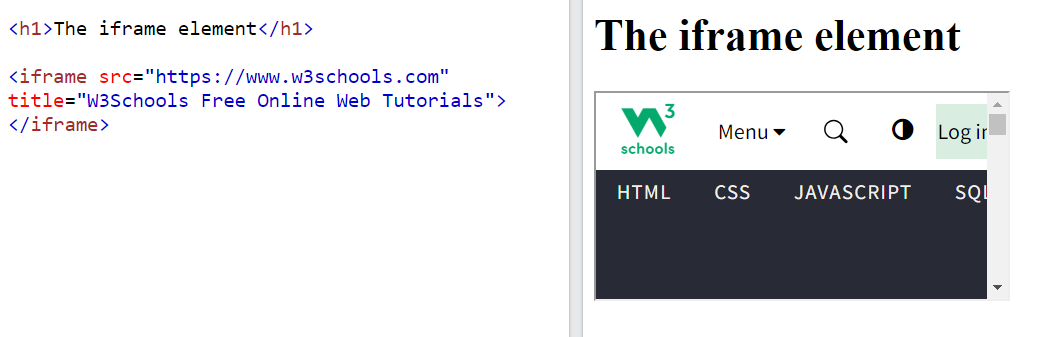 <h1>The iframe element</h1>
<iframe src="https://www.w3schools.com"
title="W3Schools Free Online Web Tutorials">
</iframe>
The iframe element
W3 schools Menu Log in
HTML CSS JAVASCRIPT SQL